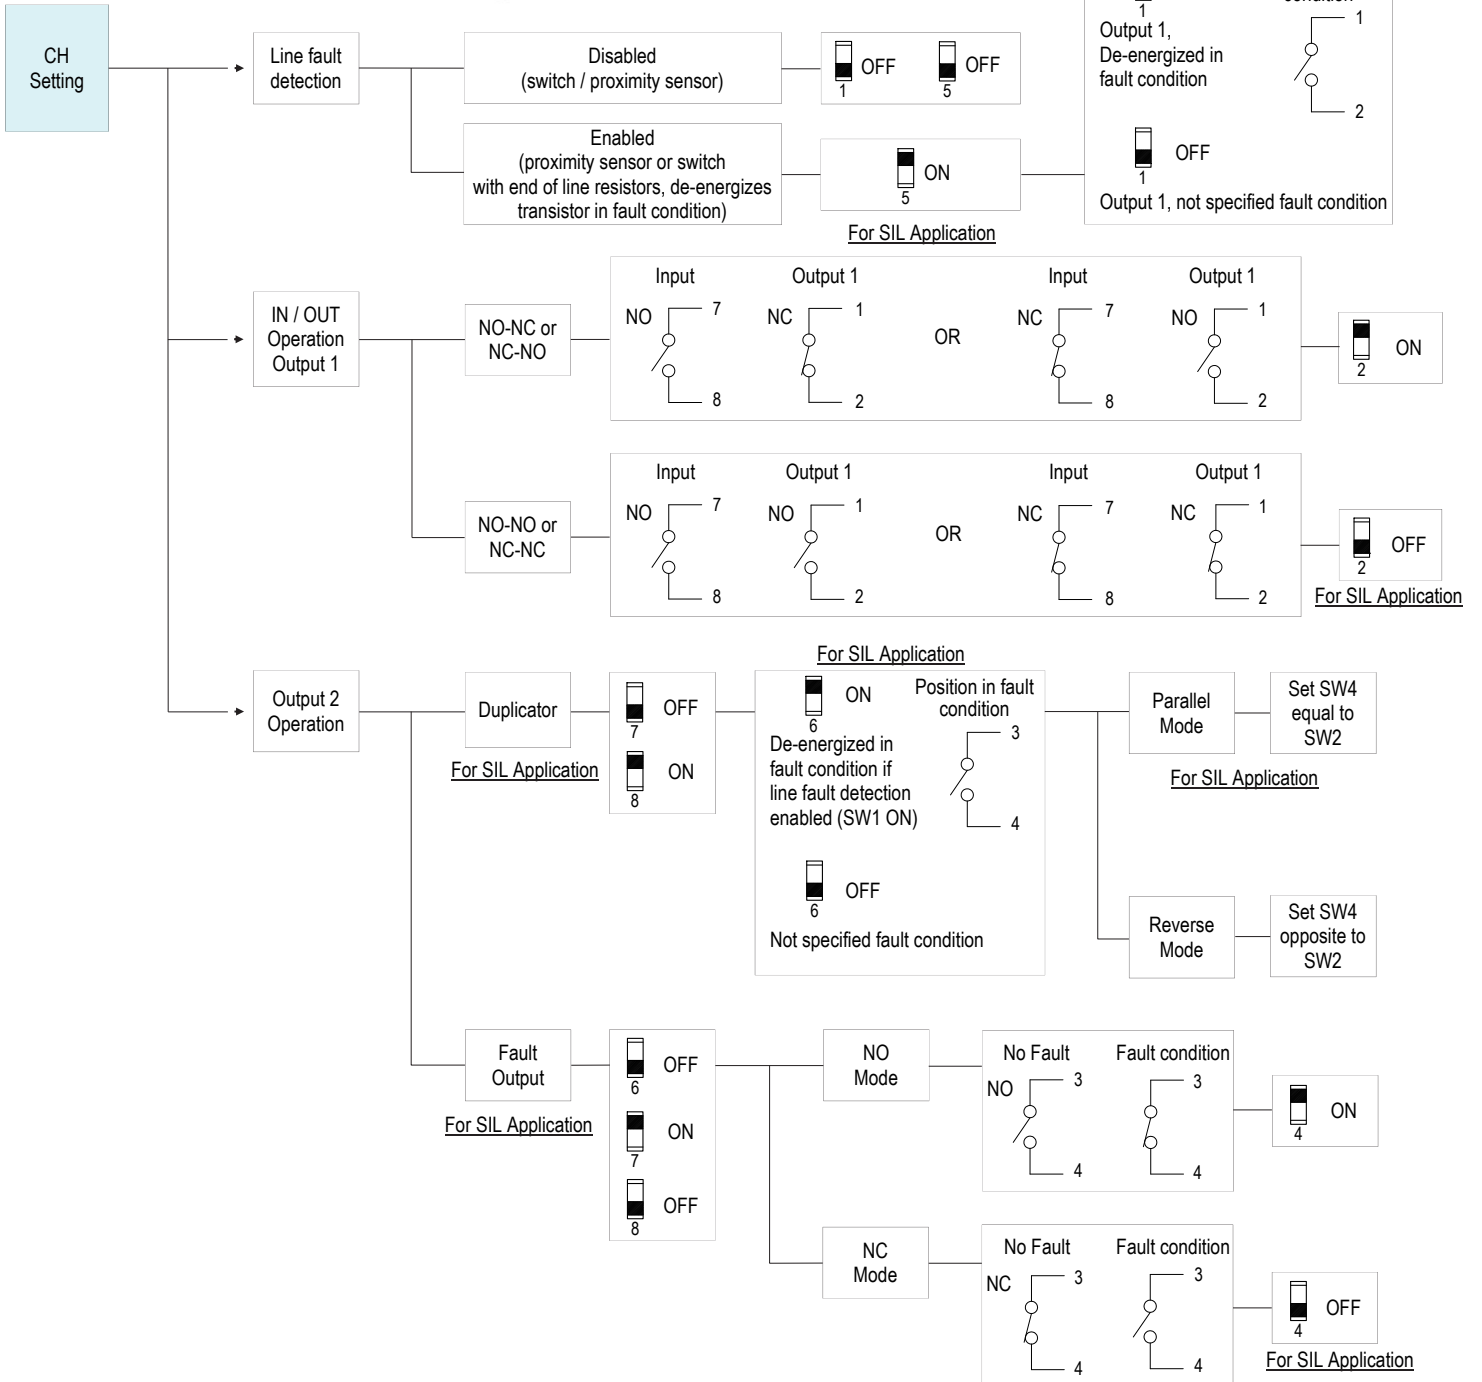 CH
Setting
Line fault
detection
Disabled
(switch / proximity sensor)
OFF
1
OFF
5
Enabled
(proximity sensor or switch
with end of line resistors, de-energizes
transistor in fault condition)
ON
5
For SIL Application
1
Output 1,
De-energized in
fault condition
condition
1
2
OFF
1
Output 1, not specified fault condition
IN / OUT
Operation
Output 1
NO-NC or
NC-NO
Input
Output 1
Input
Output 1
NO
7
8
NC
1
2
OR
NC
7
8
NO
1
2
ON
2
NO-NO or
NC-NC
Input
Output 1
Input
Output 1
NO
7
8
NO
1
2
OR
NC
7
8
NC
1
2
OFF
2
For SIL Application
Output 2
Operation
Duplicator
For SIL Application
OFF
7
ON
8
For SIL Application
ON
6
De-energized in
fault condition if
line fault detection
enabled (SW1 ON)
Position in fault
condition
3
4
OFF
6
Not specified fault condition
Parallel
Mode
Set SW4
equal to
SW2
For SIL Application
Reverse
Mode
Set SW4
opposite to
SW2
Fault
Output
For SIL Application
OFF
6
ON
7
OFF
8
NO
Mode
No Fault
Fault condition
NO
3
4
3
4
ON
4
NC
Mode
No Fault
Fault condition
NC
3
4
3
4
OFF
4
For SIL Application